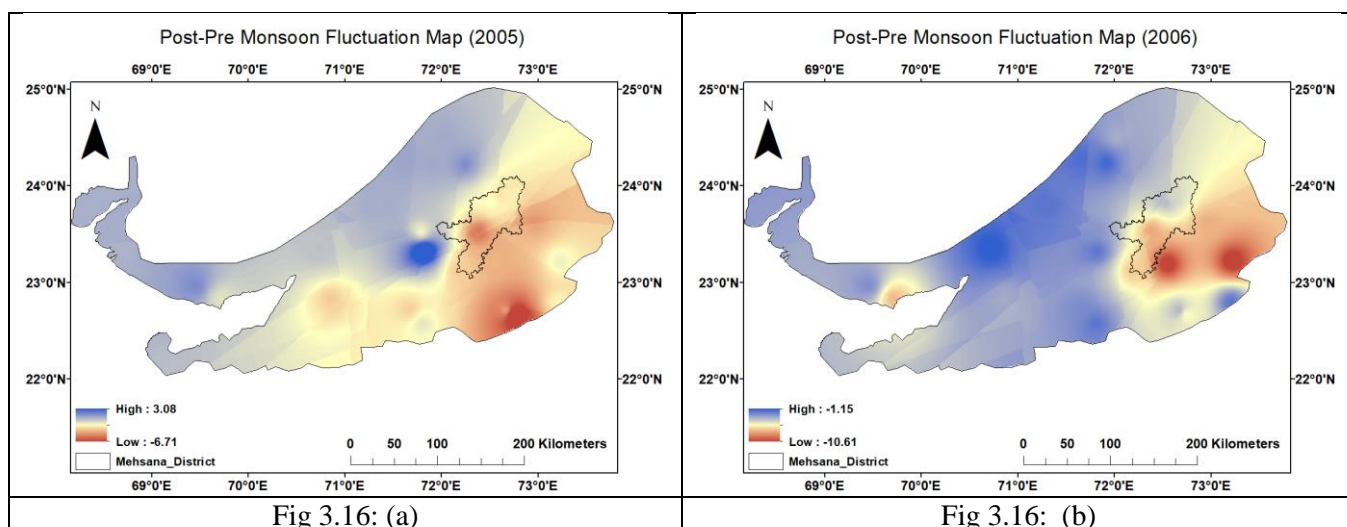 Post-Pre Monsoon Fluctuation Map (2005)
69°0'E 70°0'E 71°0'E 72°0'E 73°0'E
25°0'N 25°0'N
N
24°0'N 24°0'N
23°0'N 23°0'N
22°0'N 22°0'N
High : 3.08
Low : -6.71
Mehsana_District
0 50 100 200 Kilometers
69°0'E 70°0'E 71°0'E 72°0'E 73°0'E
Fig 3.16: (a)
Post-Pre Monsoon Fluctuation Map (2006)
69°0'E 70°0'E 71°0'E 72°0'E 73°0'E
25°0'N 25°0'N
N
24°0'N 24°0'N
23°0'N 23°0'N
22°0'N 22°0'N
High : -1.15
Low : -10.61
Mehsana_District
0 50 100 200 Kilometers
69°0'E 70°0'E 71°0'E 72°0'E 73°0'E
Fig 3.16: (b)